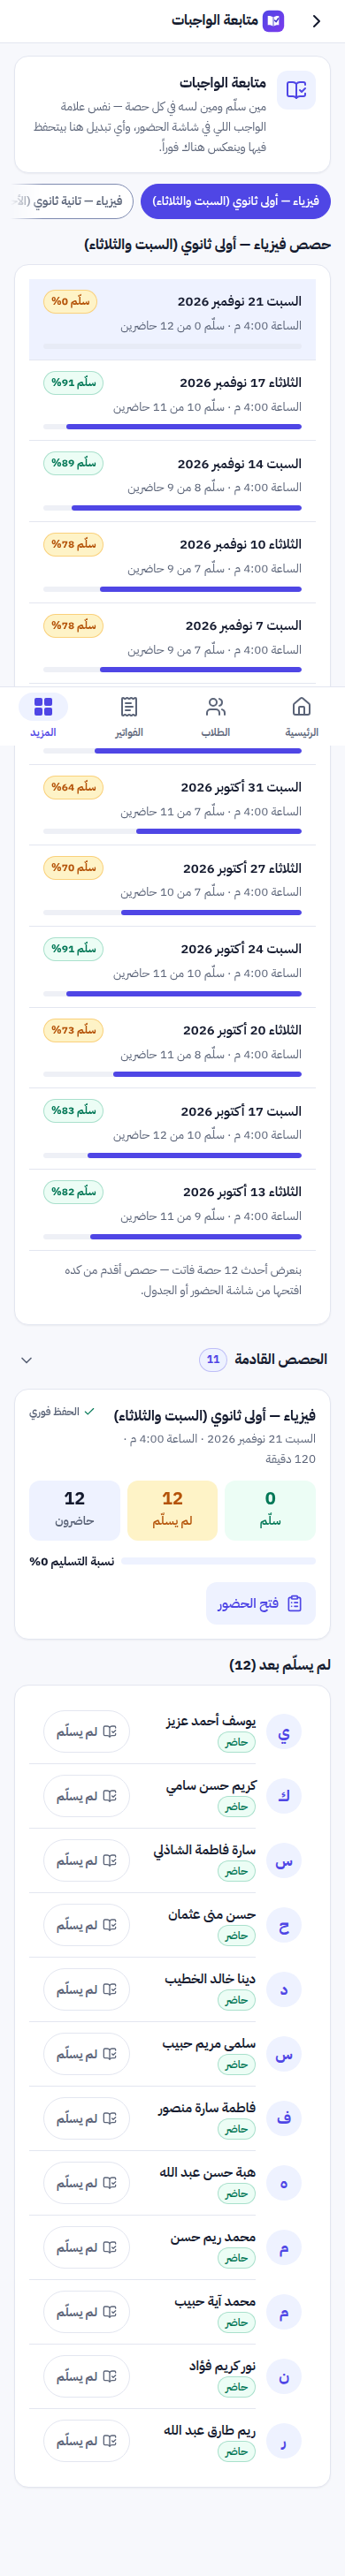 متابعة الواجبات
متابعة الواجبات
مين سلّم ومين لسه في كل حصة — نفس علامة
الواجب اللي في شاشة الحضور، وأي تبديل هنا بيتحفظ
فيها وينعكس هناك فوراً.
فيزياء — أولى ثانوي (السبت والثلاثاء)
فيزياء — تانية ثانوي
حصص فيزياء — أولى ثانوي (السبت والثلاثاء)
السبت 21 نوفمبر 2026
سلّم 0%
الساعة 4:00 م · سلّم 0 من 12 حاضرين
الثلاثاء 17 نوفمبر 2026
سلّم 91%
الساعة 4:00 م · سلّم 10 من 11 حاضرين
السبت 14 نوفمبر 2026
سلّم 89%
الساعة 4:00 م · سلّم 8 من 9 حاضرين
الثلاثاء 10 نوفمبر 2026
سلّم 78%
الساعة 4:00 م · سلّم 7 من 9 حاضرين
السبت 7 نوفمبر 2026
سلّم 78%
الساعة 4:00 م · سلّم 7 من 9 حاضرين
الرئيسية
الطلاب
الفواتير
المزيد
السبت 31 أكتوبر 2026
سلّم 64%
الساعة 4:00 م · سلّم 7 من 11 حاضرين
الثلاثاء 27 أكتوبر 2026
سلّم 70%
الساعة 4:00 م · سلّم 7 من 10 حاضرين
السبت 24 أكتوبر 2026
سلّم 91%
الساعة 4:00 م · سلّم 10 من 11 حاضرين
الثلاثاء 20 أكتوبر 2026
سلّم 73%
الساعة 4:00 م · سلّم 8 من 11 حاضرين
السبت 17 أكتوبر 2026
سلّم 83%
الساعة 4:00 م · سلّم 10 من 12 حاضرين
الثلاثاء 13 أكتوبر 2026
سلّم 82%
الساعة 4:00 م · سلّم 9 من 11 حاضرين
بنعرض أحدث 12 حصة فاتت — حصص أقدم من كده
افتحها من شاشة الحضور أو الجدول.
الحصص القادمة
11
فيزياء — أولى ثانوي (السبت والثلاثاء)
الحفظ فوري
السبت 21 نوفمبر 2026 · الساعة 4:00 م ·
120 دقيقة
0
سلّم
12
لم يسلّم
12
حاضرون
نسبة التسليم 0%
فتح الحضور
لم يسلّم بعد (12)
ي
يوسف أحمد عزيز
حاضر
لم يسلّم
ك
كريم حسن سامي
حاضر
لم يسلّم
س
سارة فاطمة الشاذلي
حاضر
لم يسلّم
ح
حسن منى عثمان
حاضر
لم يسلّم
د
دينا خالد الخطيب
حاضر
لم يسلّم
س
سلمى مريم حبيب
حاضر
لم يسلّم
ف
فاطمة سارة منصور
حاضر
لم يسلّم
ه
هبة حسن عبد الله
حاضر
لم يسلّم
م
محمد ريم حسن
حاضر
لم يسلّم
م
محمد آية حبيب
حاضر
لم يسلّم
ن
نور كريم فؤاد
حاضر
لم يسلّم
ر
ريم طارق عبد الله
حاضر
لم يسلّم